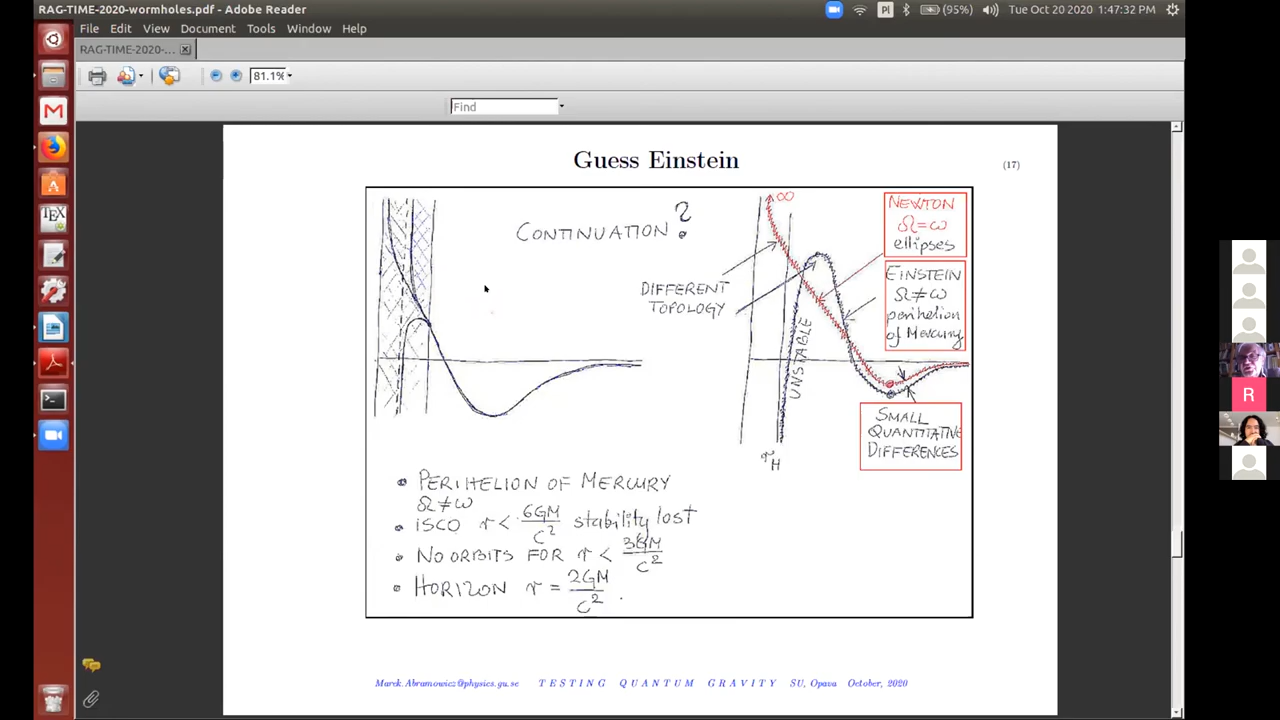 RAG-TIME-2020-wormholes.pdf - Adobe Reader
Pl (95%) Tue Oct 20 2020 1:47:32 PM
File Edit View Document Tools Window Help
RAG-TIME-2020-...
81.1%
Find
Guess Einstein
(17)
CONTINUATION ?
∞
NEWTON
Ω=ω
ellipses
DIFFERENT
TOPOLOGY
EINSTEIN
Ω≠ω
perihelion
of Mercury
UNSTABLE
SMALL
QUANTITATIVE
DIFFERENCES
r_H
• PERIHELION OF MERCURY
Ω≠ω
• ISCO r < 6GM/C² stability lost
• NO ORBITS FOR r < 3GM/C²
• HORIZON r = 2GM/C² .
Marek.Abramowicz@physics.gu.se TESTING QUANTUM GRAVITY SU, Opava October, 2020
TEX
R